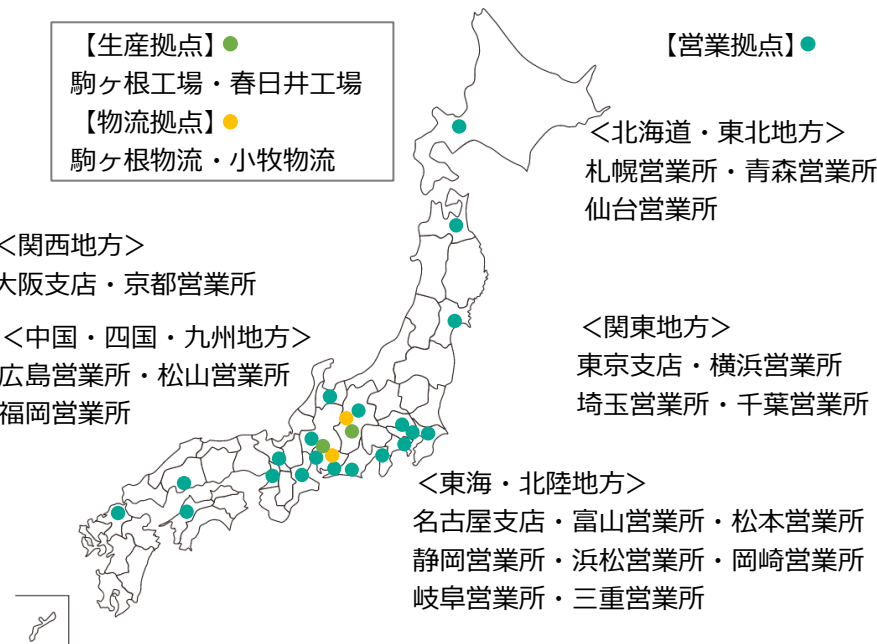 【生産拠点】
駒ヶ根工場・春日井工場
【物流拠点】
駒ヶ根物流・小牧物流
【営業拠点】
＜北海道・東北地方＞
札幌営業所・青森営業所
仙台営業所
＜関西地方＞
大阪支店・京都営業所
＜中国・四国・九州地方＞
広島営業所・松山営業所
福岡営業所
＜関東地方＞
東京支店・横浜営業所
埼玉営業所・千葉営業所
＜東海・北陸地方＞
名古屋支店・富山営業所・松本営業所
静岡営業所・浜松営業所・岡崎営業所
岐阜営業所・三重営業所